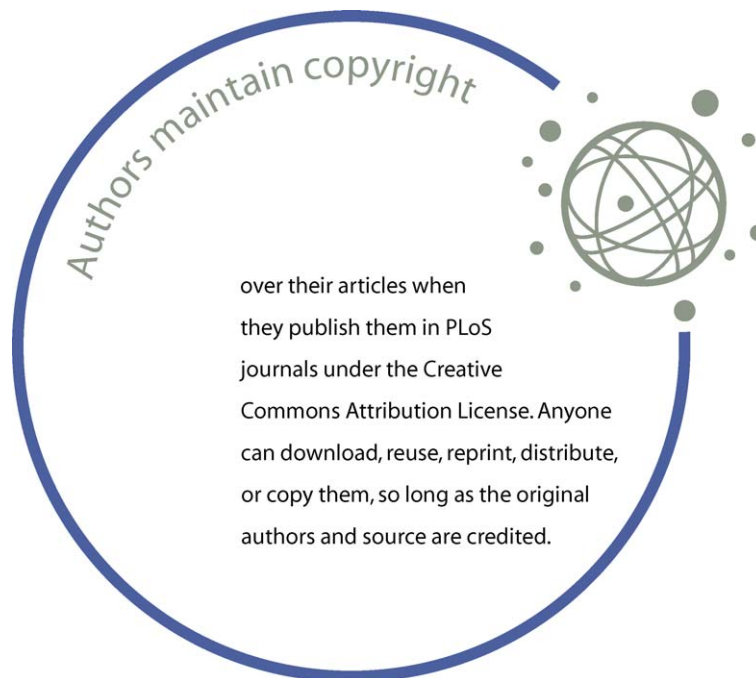 Authors maintain copyright
over their articles when
they publish them in PLoS
journals under the Creative
Commons Attribution License. Anyone
can download, reuse, reprint, distribute,
or copy them, so long as the original
authors and source are credited.